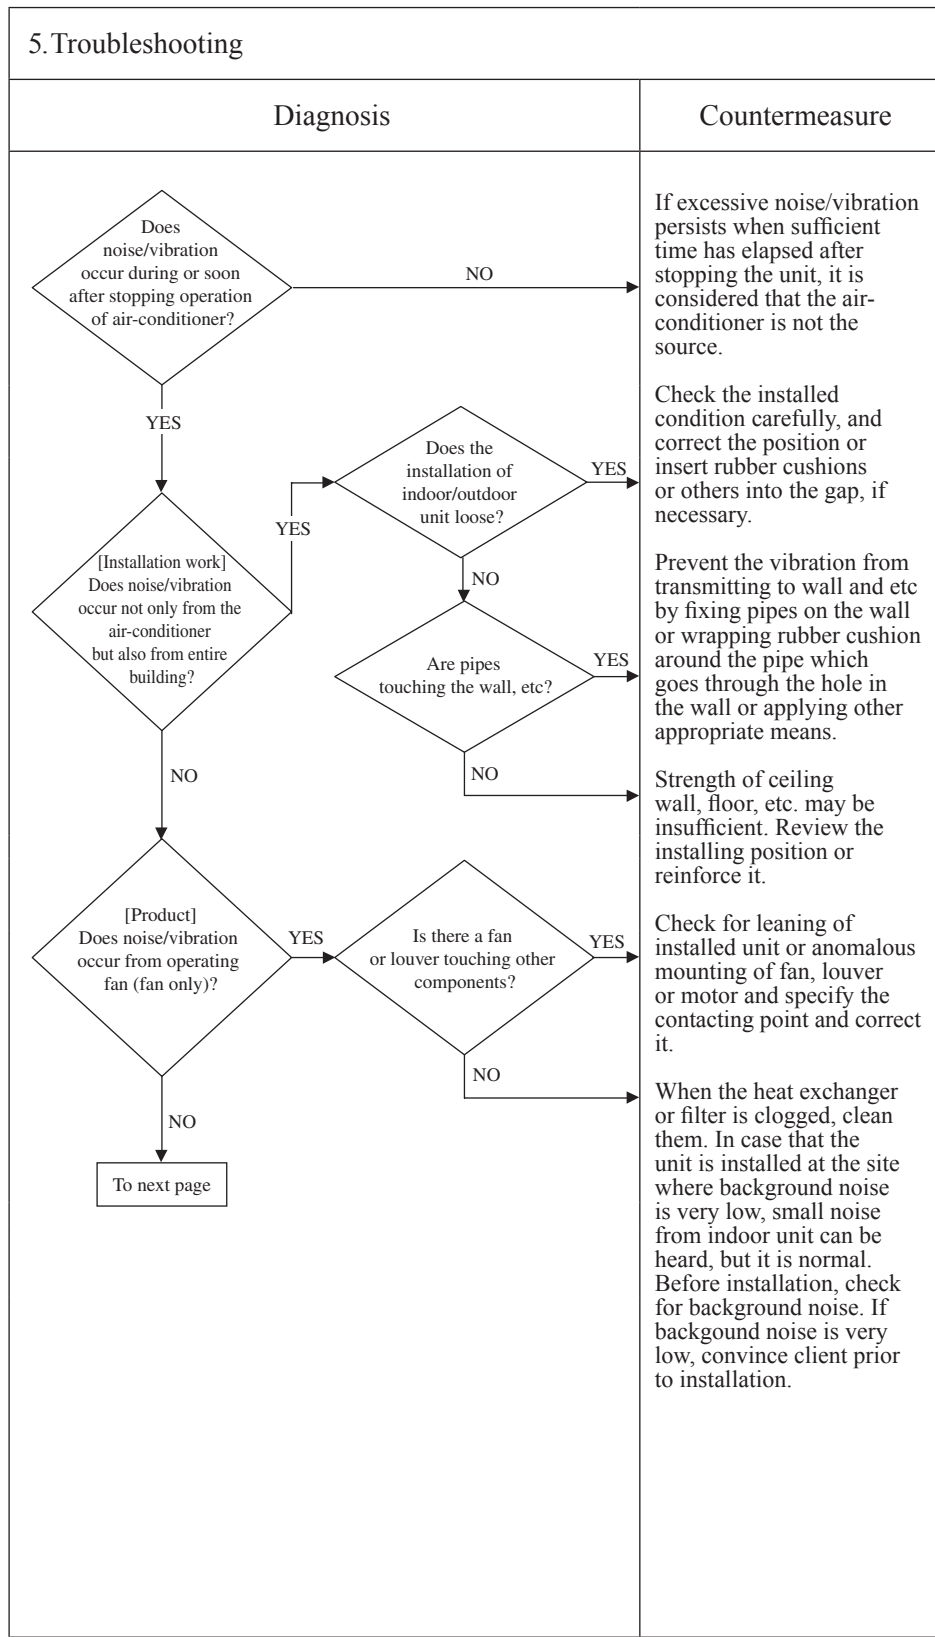 5.Troubleshooting
Diagnosis
Countermeasure
Does
noise/vibration
occur during or soon
after stopping operation
of air-conditioner?
NO
If excessive noise/vibration
persists when sufficient
time has elapsed after
stopping the unit, it is
considered that the air-
conditioner is not the
source.
YES
Does the
installation of
indoor/outdoor
unit loose?
YES
Check the installed
condition carefully, and
correct the position or
insert rubber cushions
or others into the gap, if
necessary.
YES
[Installation work]
Does noise/vibration
occur not only from the
air-conditioner
but also from entire
building?
NO
Are pipes
touching the wall, etc?
YES
Prevent the vibration from
transmitting to wall and etc
by fixing pipes on the wall
or wrapping rubber cushion
around the pipe which
goes through the hole in
the wall or applying other
appropriate means.
NO
NO
Strength of ceiling
wall, floor, etc. may be
insufficient. Review the
installing position or
reinforce it.
[Product]
Does noise/vibration
occur from operating
fan (fan only)?
YES
Is there a fan
or louver touching other
components?
YES
Check for leaning of
installed unit or anomalous
mounting of fan, louver
or motor and specify the
contacting point and correct
it.
NO
NO
When the heat exchanger
or filter is clogged, clean
them. In case that the
unit is installed at the site
where background noise
is very low, small noise
from indoor unit can be
heard, but it is normal.
Before installation, check
for background noise. If
backgound noise is very
low, convince client prior
to installation.
To next page